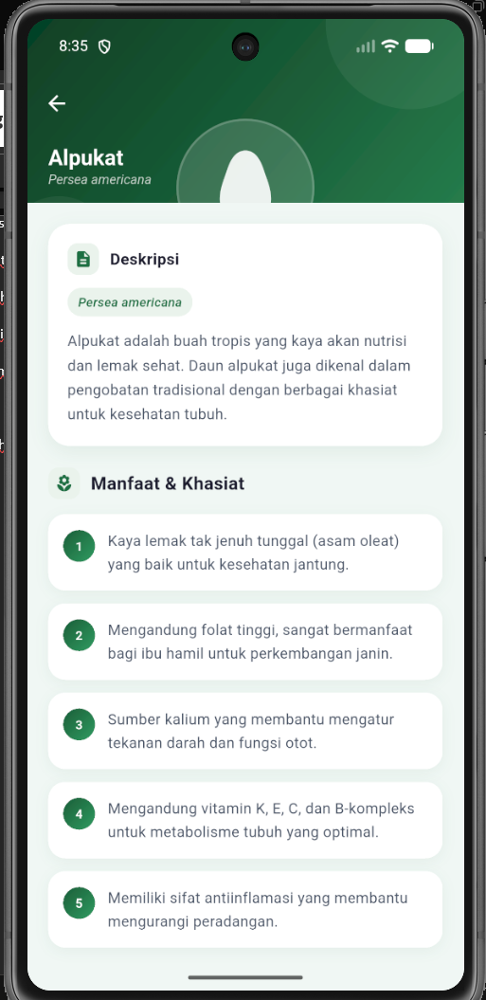 8:35
Alpukat
Persea americana
Deskripsi
Persea americana
Alpukat adalah buah tropis yang kaya akan nutrisi
dan lemak sehat. Daun alpukat juga dikenal dalam
pengobatan tradisional dengan berbagai khasiat
untuk kesehatan tubuh.
Manfaat & Khasiat
1
Kaya lemak tak jenuh tunggal (asam oleat)
yang baik untuk kesehatan jantung.
2
Mengandung folat tinggi, sangat bermanfaat
bagi ibu hamil untuk perkembangan janin.
3
Sumber kalium yang membantu mengatur
tekanan darah dan fungsi otot.
4
Mengandung vitamin K, E, C, dan B-kompleks
untuk metabolisme tubuh yang optimal.
5
Memiliki sifat antiinflamasi yang membantu
mengurangi peradangan.